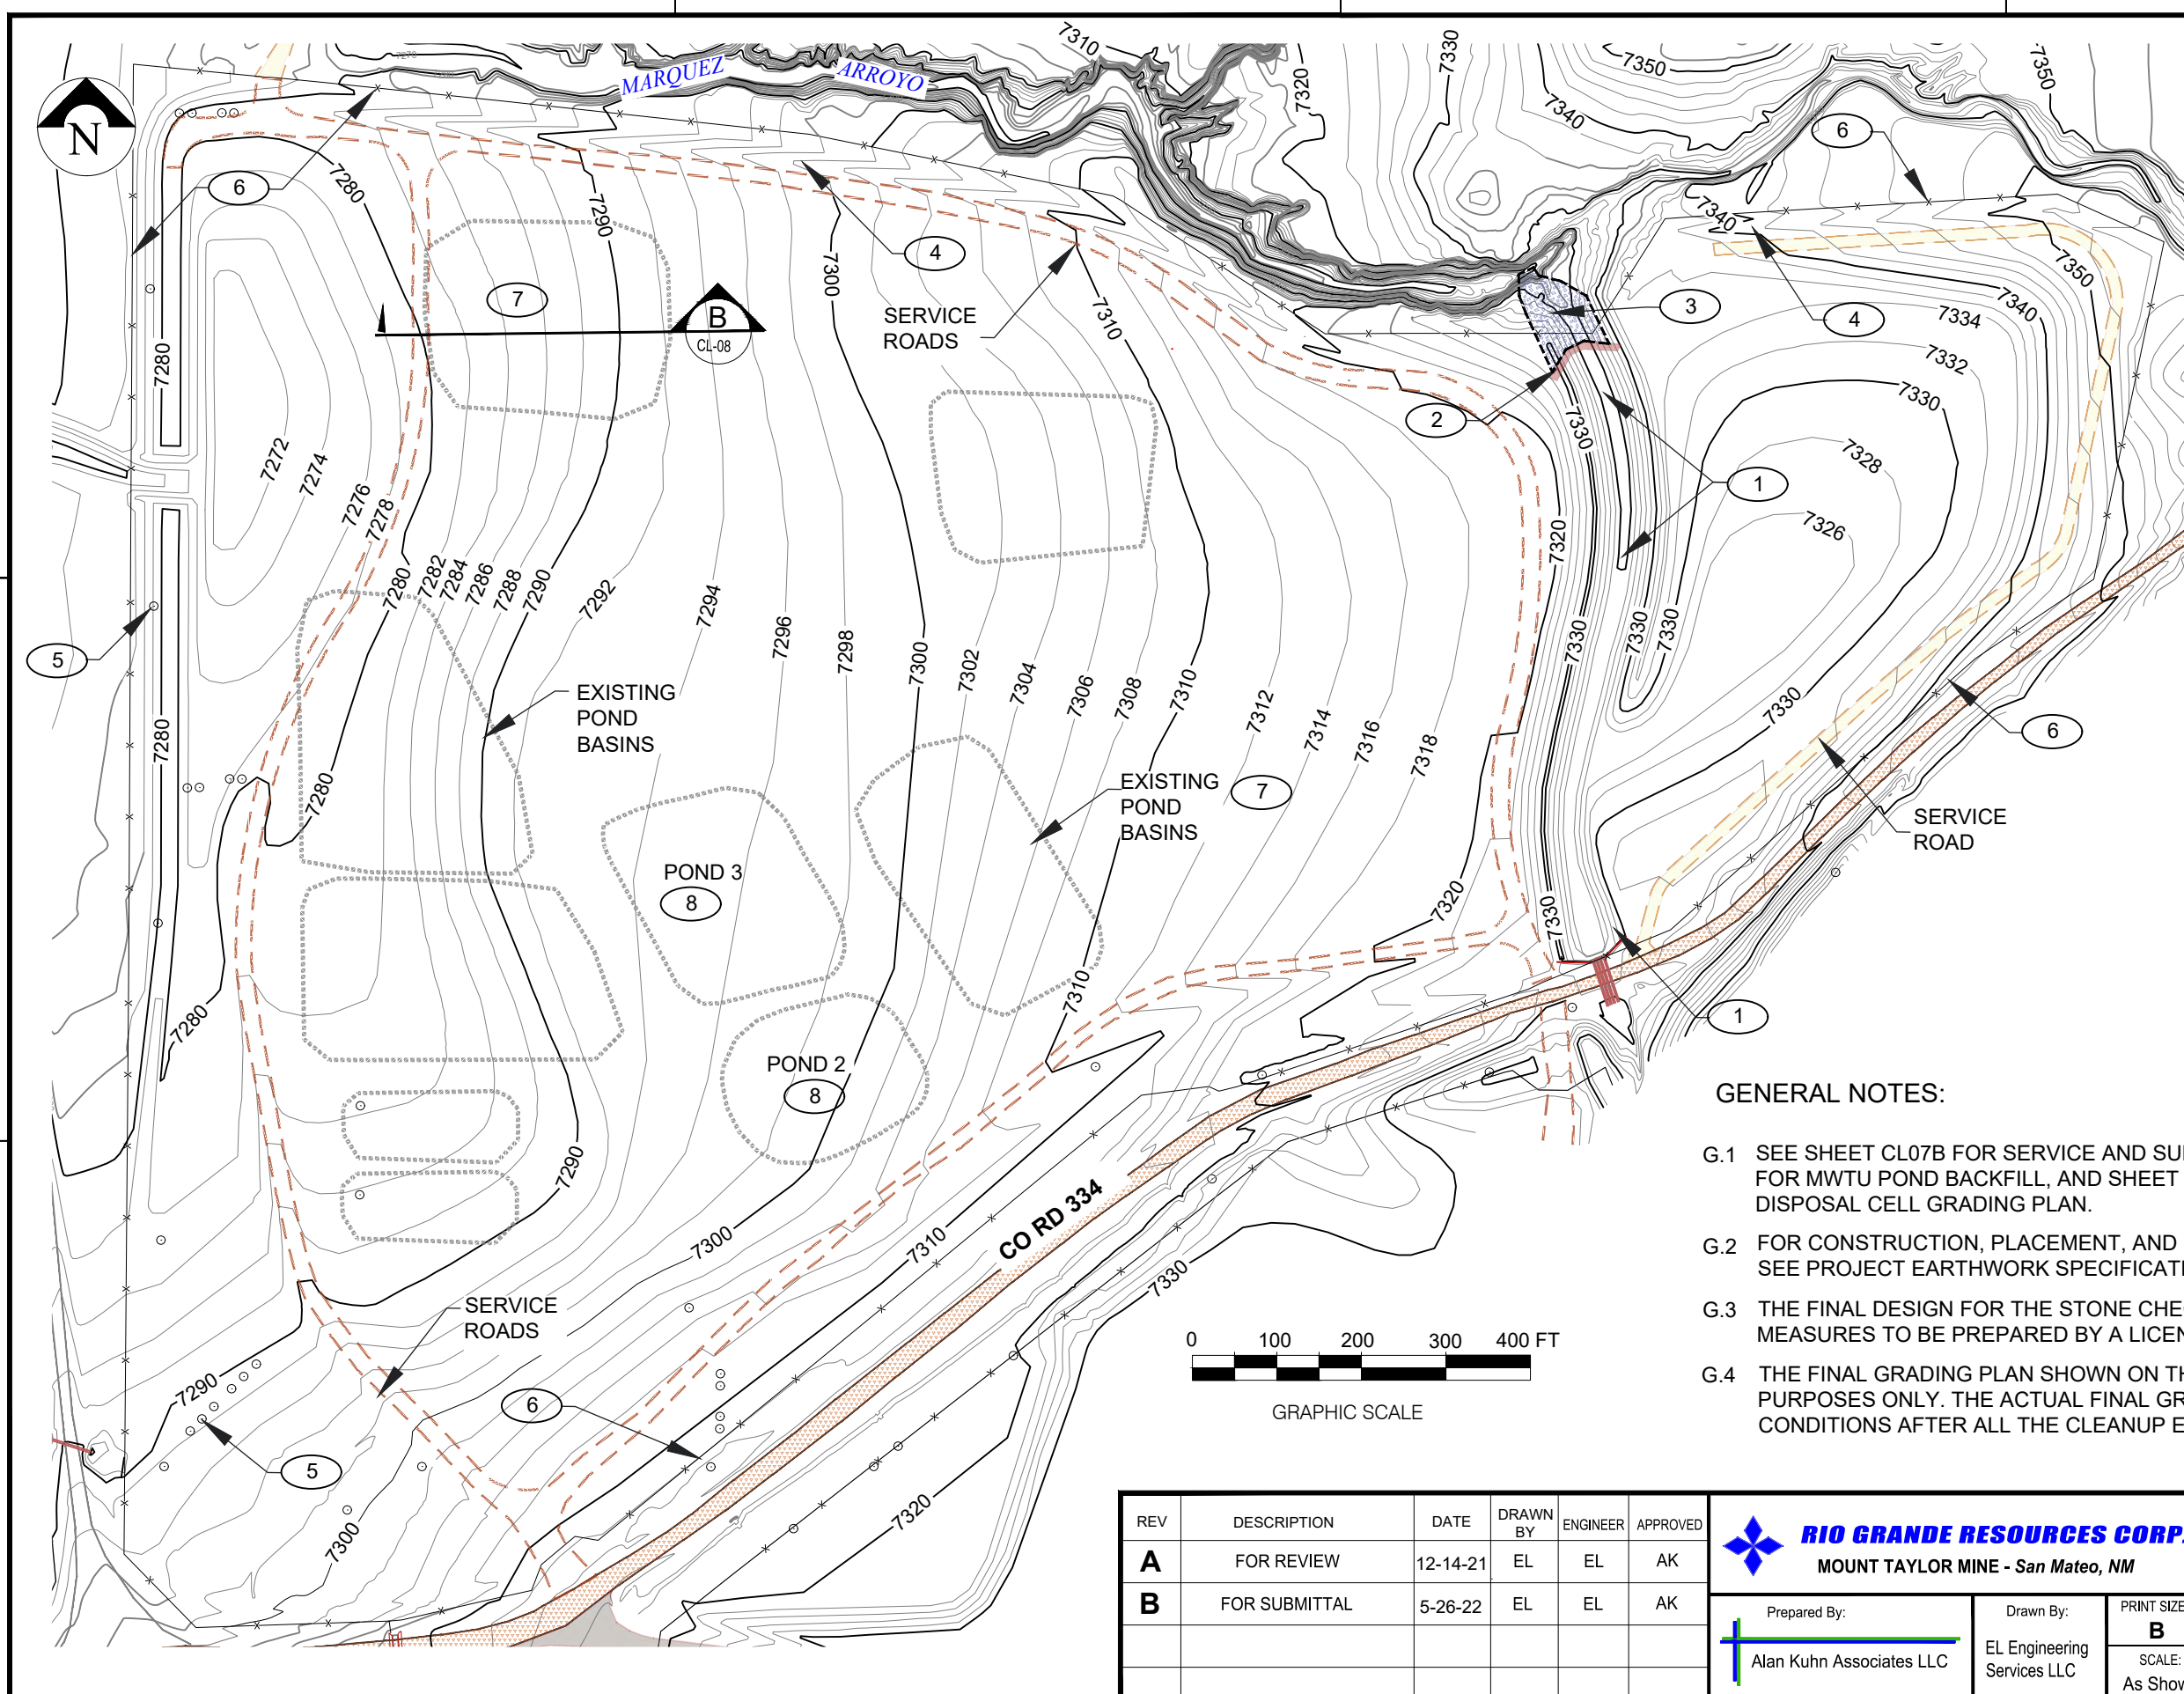 7310
7330
7350
7350
MARQUEZ
ARROYO
7320
7340
N
6
6
7280
7290
7340
4
7300
7350
7
B
CL-08
SERVICE
ROADS
7310
3
4
7334
7340
7280
7332
7330
2
7330
7272
7274
7328
1
7276
7278
7326
7320
7280
7282
7284
7286
7288
7290
7292
7294
7296
7298
7300
7302
7304
7306
7308
7310
7330
7330
7330
5
EXISTING
POND
BASINS
7312
7314
7316
7318
7330
6
7280
7280
EXISTING
POND
BASINS
7
SERVICE
ROAD
POND 3
8
7320
7330
7310
7280
1
POND 2
8
7290
CO RD 334
7300
7310
7330
SERVICE
ROADS
7290
6
5
7300
7320
0 100 200 300 400 FT
GRAPHIC SCALE
GENERAL NOTES:
G.1 SEE SHEET CL07B FOR SERVICE AND
FOR MWTU POND BACKFILL, AND SHEET
DISPOSAL CELL GRADING PLAN.
G.2 FOR CONSTRUCTION, PLACEMENT, AND
SEE PROJECT EARTHWORK
G.3 THE FINAL DESIGN FOR THE STONE
MEASURES TO BE PREPARED BY A
G.4 THE FINAL GRADING PLAN SHOWN ON
PURPOSES ONLY. THE ACTUAL FINAL
CONDITIONS AFTER ALL THE CLEANUP
REV DESCRIPTION DATE DRAWN BY ENGINEER APPROVED
A FOR REVIEW 12-14-21 EL EL AK
B FOR SUBMITTAL 5-26-22 EL EL AK
RIO GRANDE RESOURCES CORP.
MOUNT TAYLOR MINE - San Mateo, NM
Prepared By:
Alan Kuhn Associates LLC
Drawn By:
EL Engineering
Services LLC
PRINT SIZE
B
SCALE:
As